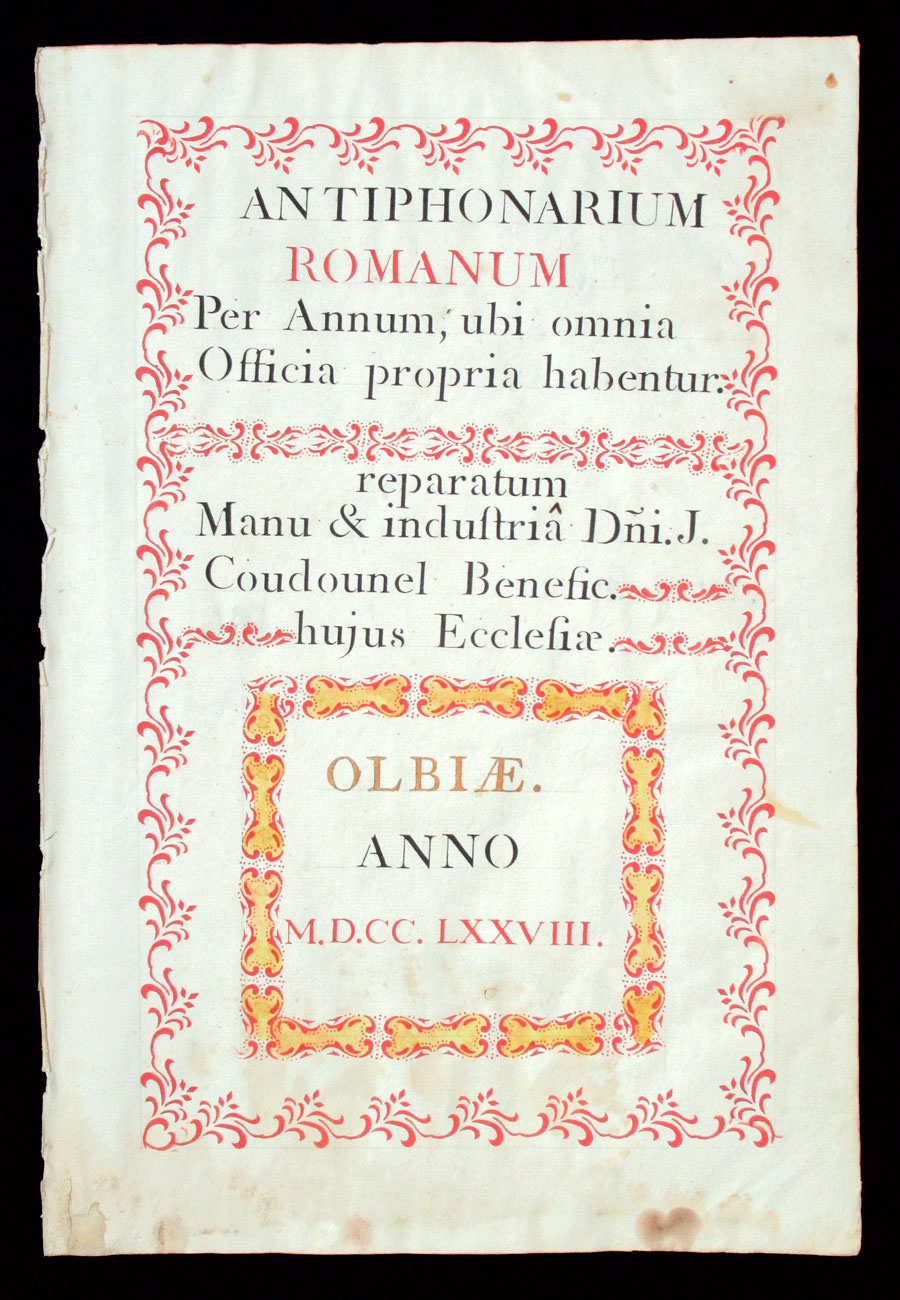 ANTIPHONARIUM
ROMANUM
Per Annum, ubi omnia
Officia propria habentur.
reparatum
Manu & induſtriâ Dñi. J.
Coudounel Benefic.
hujus Eccleſiæ.
OLBIÆ.
ANNO
M.D.CC. LXXVIII.